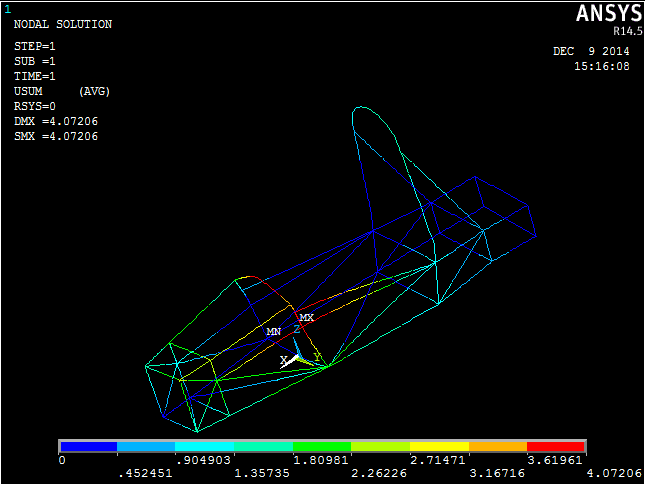 1
ANSYS
R14.5
NODAL SOLUTION
DEC 9 2014
15:16:08
STEP=1
SUB =1
TIME=1
USUM (AVG)
RSYS=0
DMX =4.07206
SMX =4.07206
MX
MN
Z
X
Y
0 .904903 1.80981 2.71471 3.61961
.452451 1.35735 2.26226 3.16716 4.07206